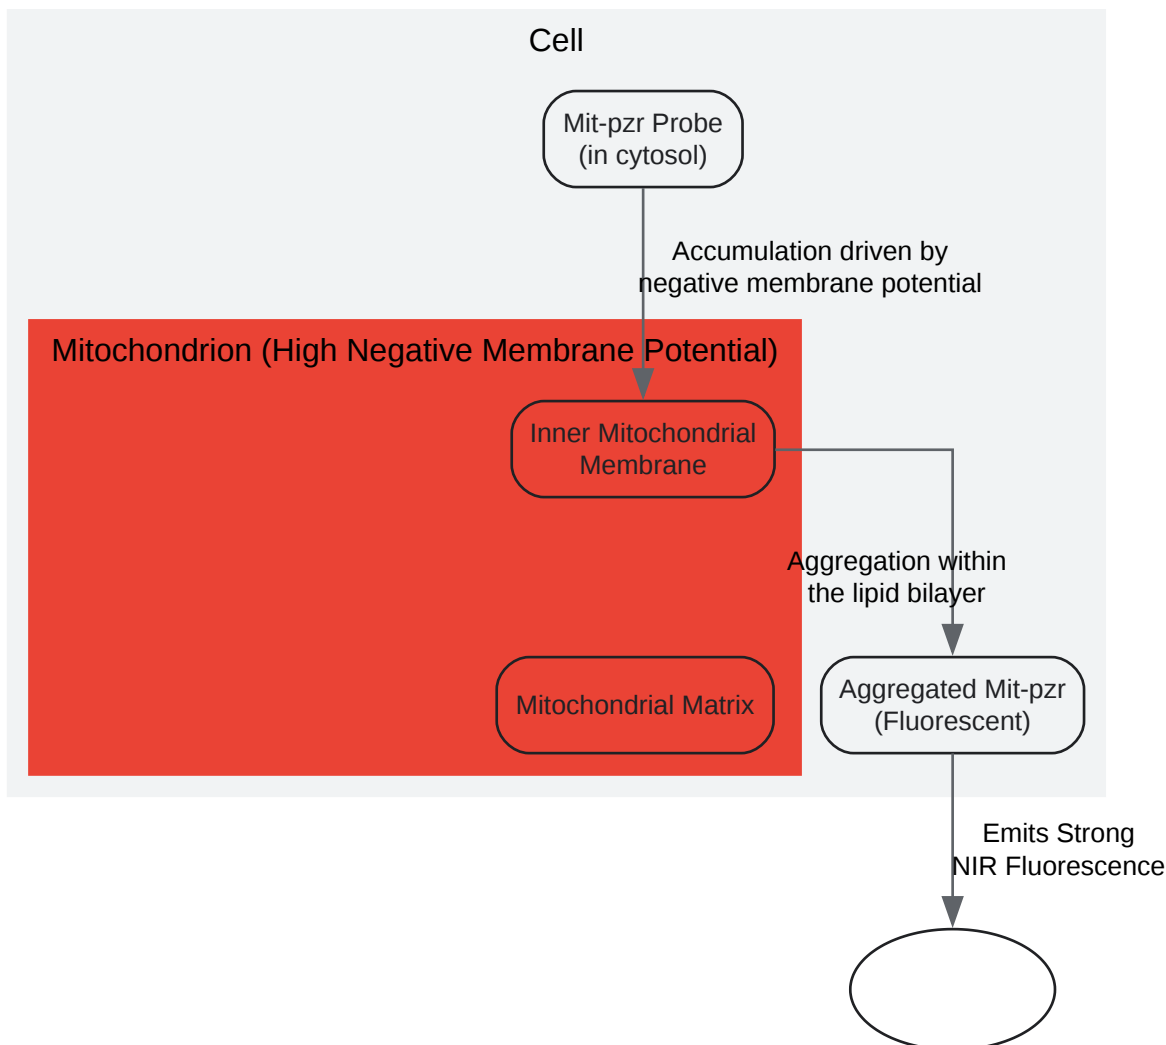 Cell
Mit-pzr Probe
(in cytosol)
Accumulation driven by
negative membrane potential
Mitochondrion (High Negative Membrane Potential)
Inner Mitochondrial
Membrane
Aggregation within
the lipid bilayer
Mitochondrial Matrix
Aggregated Mit-pzr
(Fluorescent)
Emits Strong
NIR Fluorescence